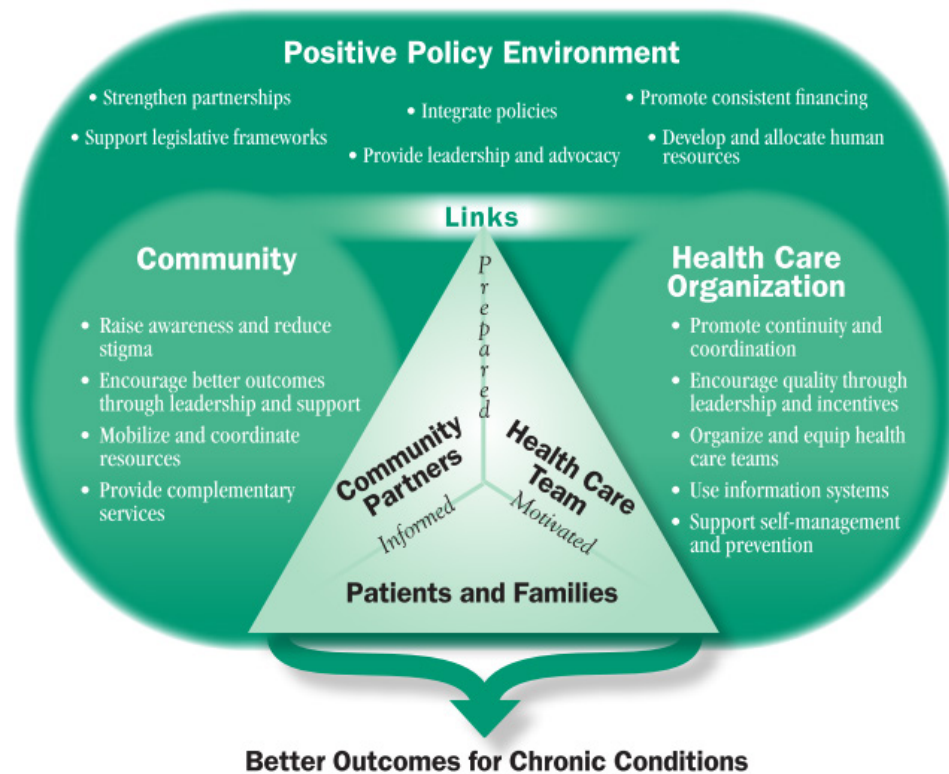 Positive Policy Environment
• Strengthen partnerships
• Support legislative frameworks
• Integrate policies
• Provide leadership and advocacy
• Promote consistent financing
• Develop and allocate human
resources
Links
Community
• Raise awareness and reduce
stigma
• Encourage better outcomes
through leadership and support
• Mobilize and coordinate
resources
• Provide complementary
services
Prepared
Community
Partners
Informed
Health Care
Team
Motivated
Patients and Families
Health Care
Organization
• Promote continuity and
coordination
• Encourage quality through
leadership and incentives
• Organize and equip health
care teams
• Use information systems
• Support self-management
and prevention
Better Outcomes for Chronic Conditions